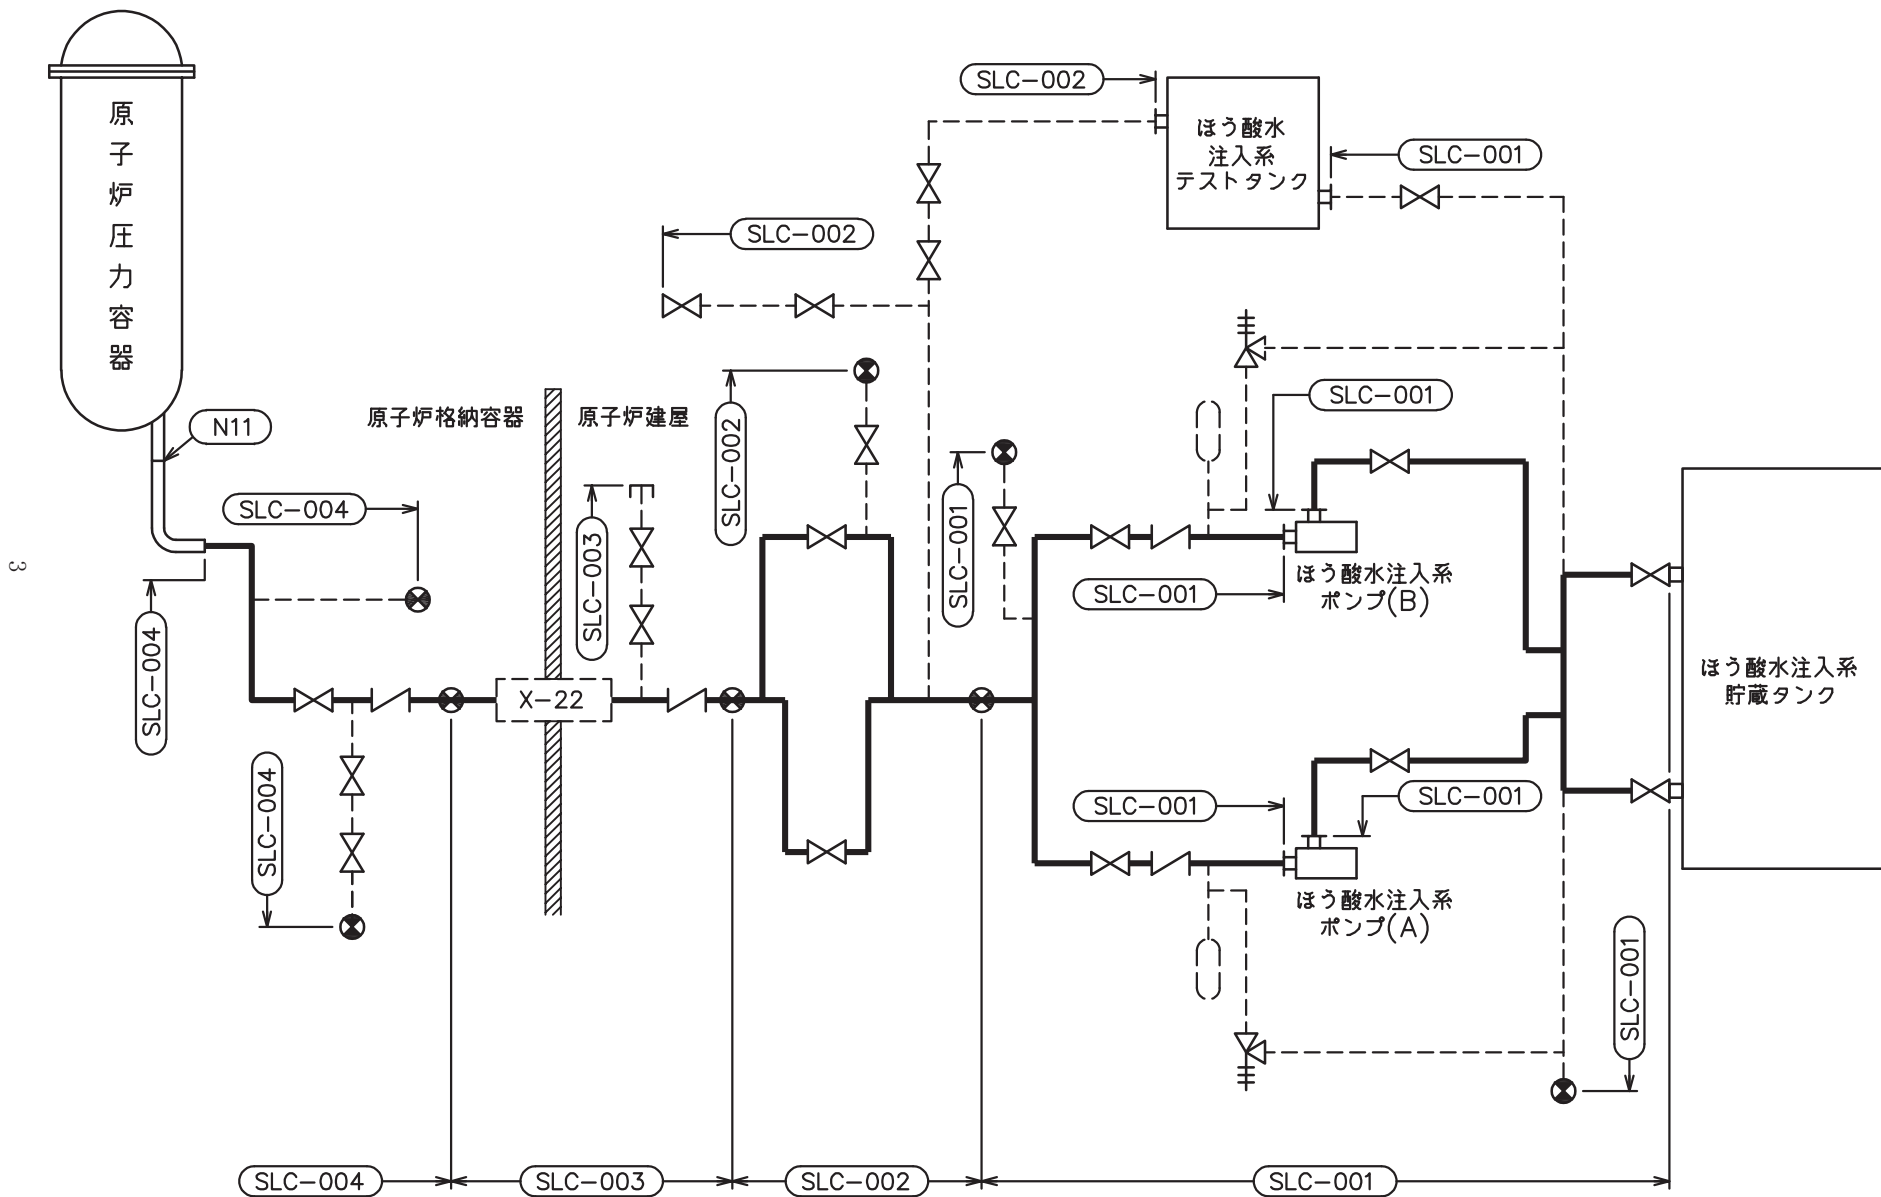 SLC-002
原子炉圧力容器
ほう酸水
注入系
テストタンク
SLC-001
SLC-002
SLC-001
原子炉格納容器
原子炉建屋
N11
SLC-002
SLC-004
SLC-001
SLC-003
ほう酸水注入系
ポンプ(B)
SLC-001
3
SLC-004
X-22
ほう酸水注入系
貯蔵タンク
SLC-004
SLC-001
SLC-001
ほう酸水注入系
ポンプ(A)
SLC-001
SLC-004
SLC-003
SLC-002
SLC-001